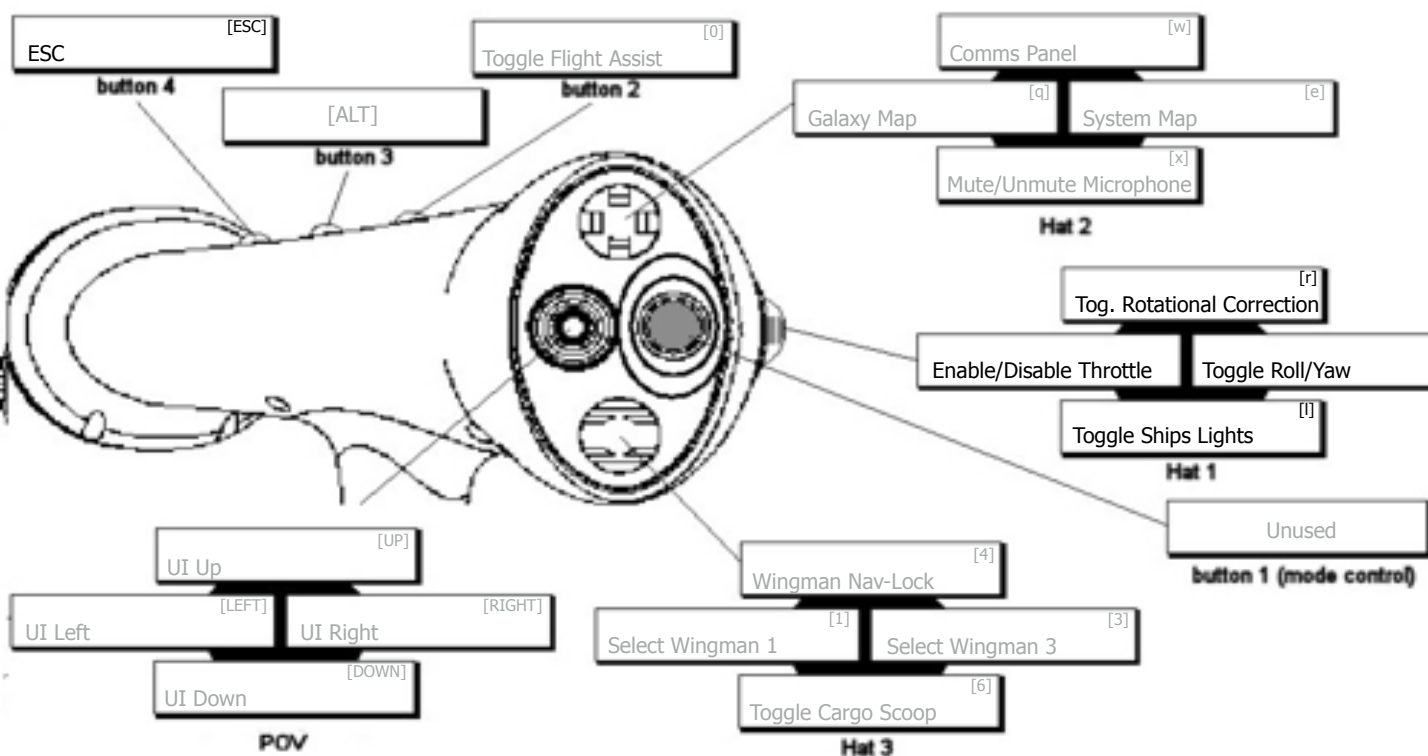 [ESC]
ESC
button 4
[ALT]
button 3
[0]
Toggle Flight Assist
button 2
[w]
Comms Panel
[q]
Galaxy Map
[e]
System Map
[x]
Mute/Unmute Microphone
Hat 2
[r]
Tog. Rotational Correction
Enable/Disable Throttle
Toggle Roll/Yaw
[l]
Toggle Ships Lights
Hat 1
Unused
button 1 (mode control)
[UP]
UI Up
[LEFT]
UI Left
[RIGHT]
UI Right
[DOWN]
UI Down
POV
[4]
Wingman Nav-Lock
[1]
Select Wingman 1
[3]
Select Wingman 3
[6]
Toggle Cargo Scoop
Hat 3